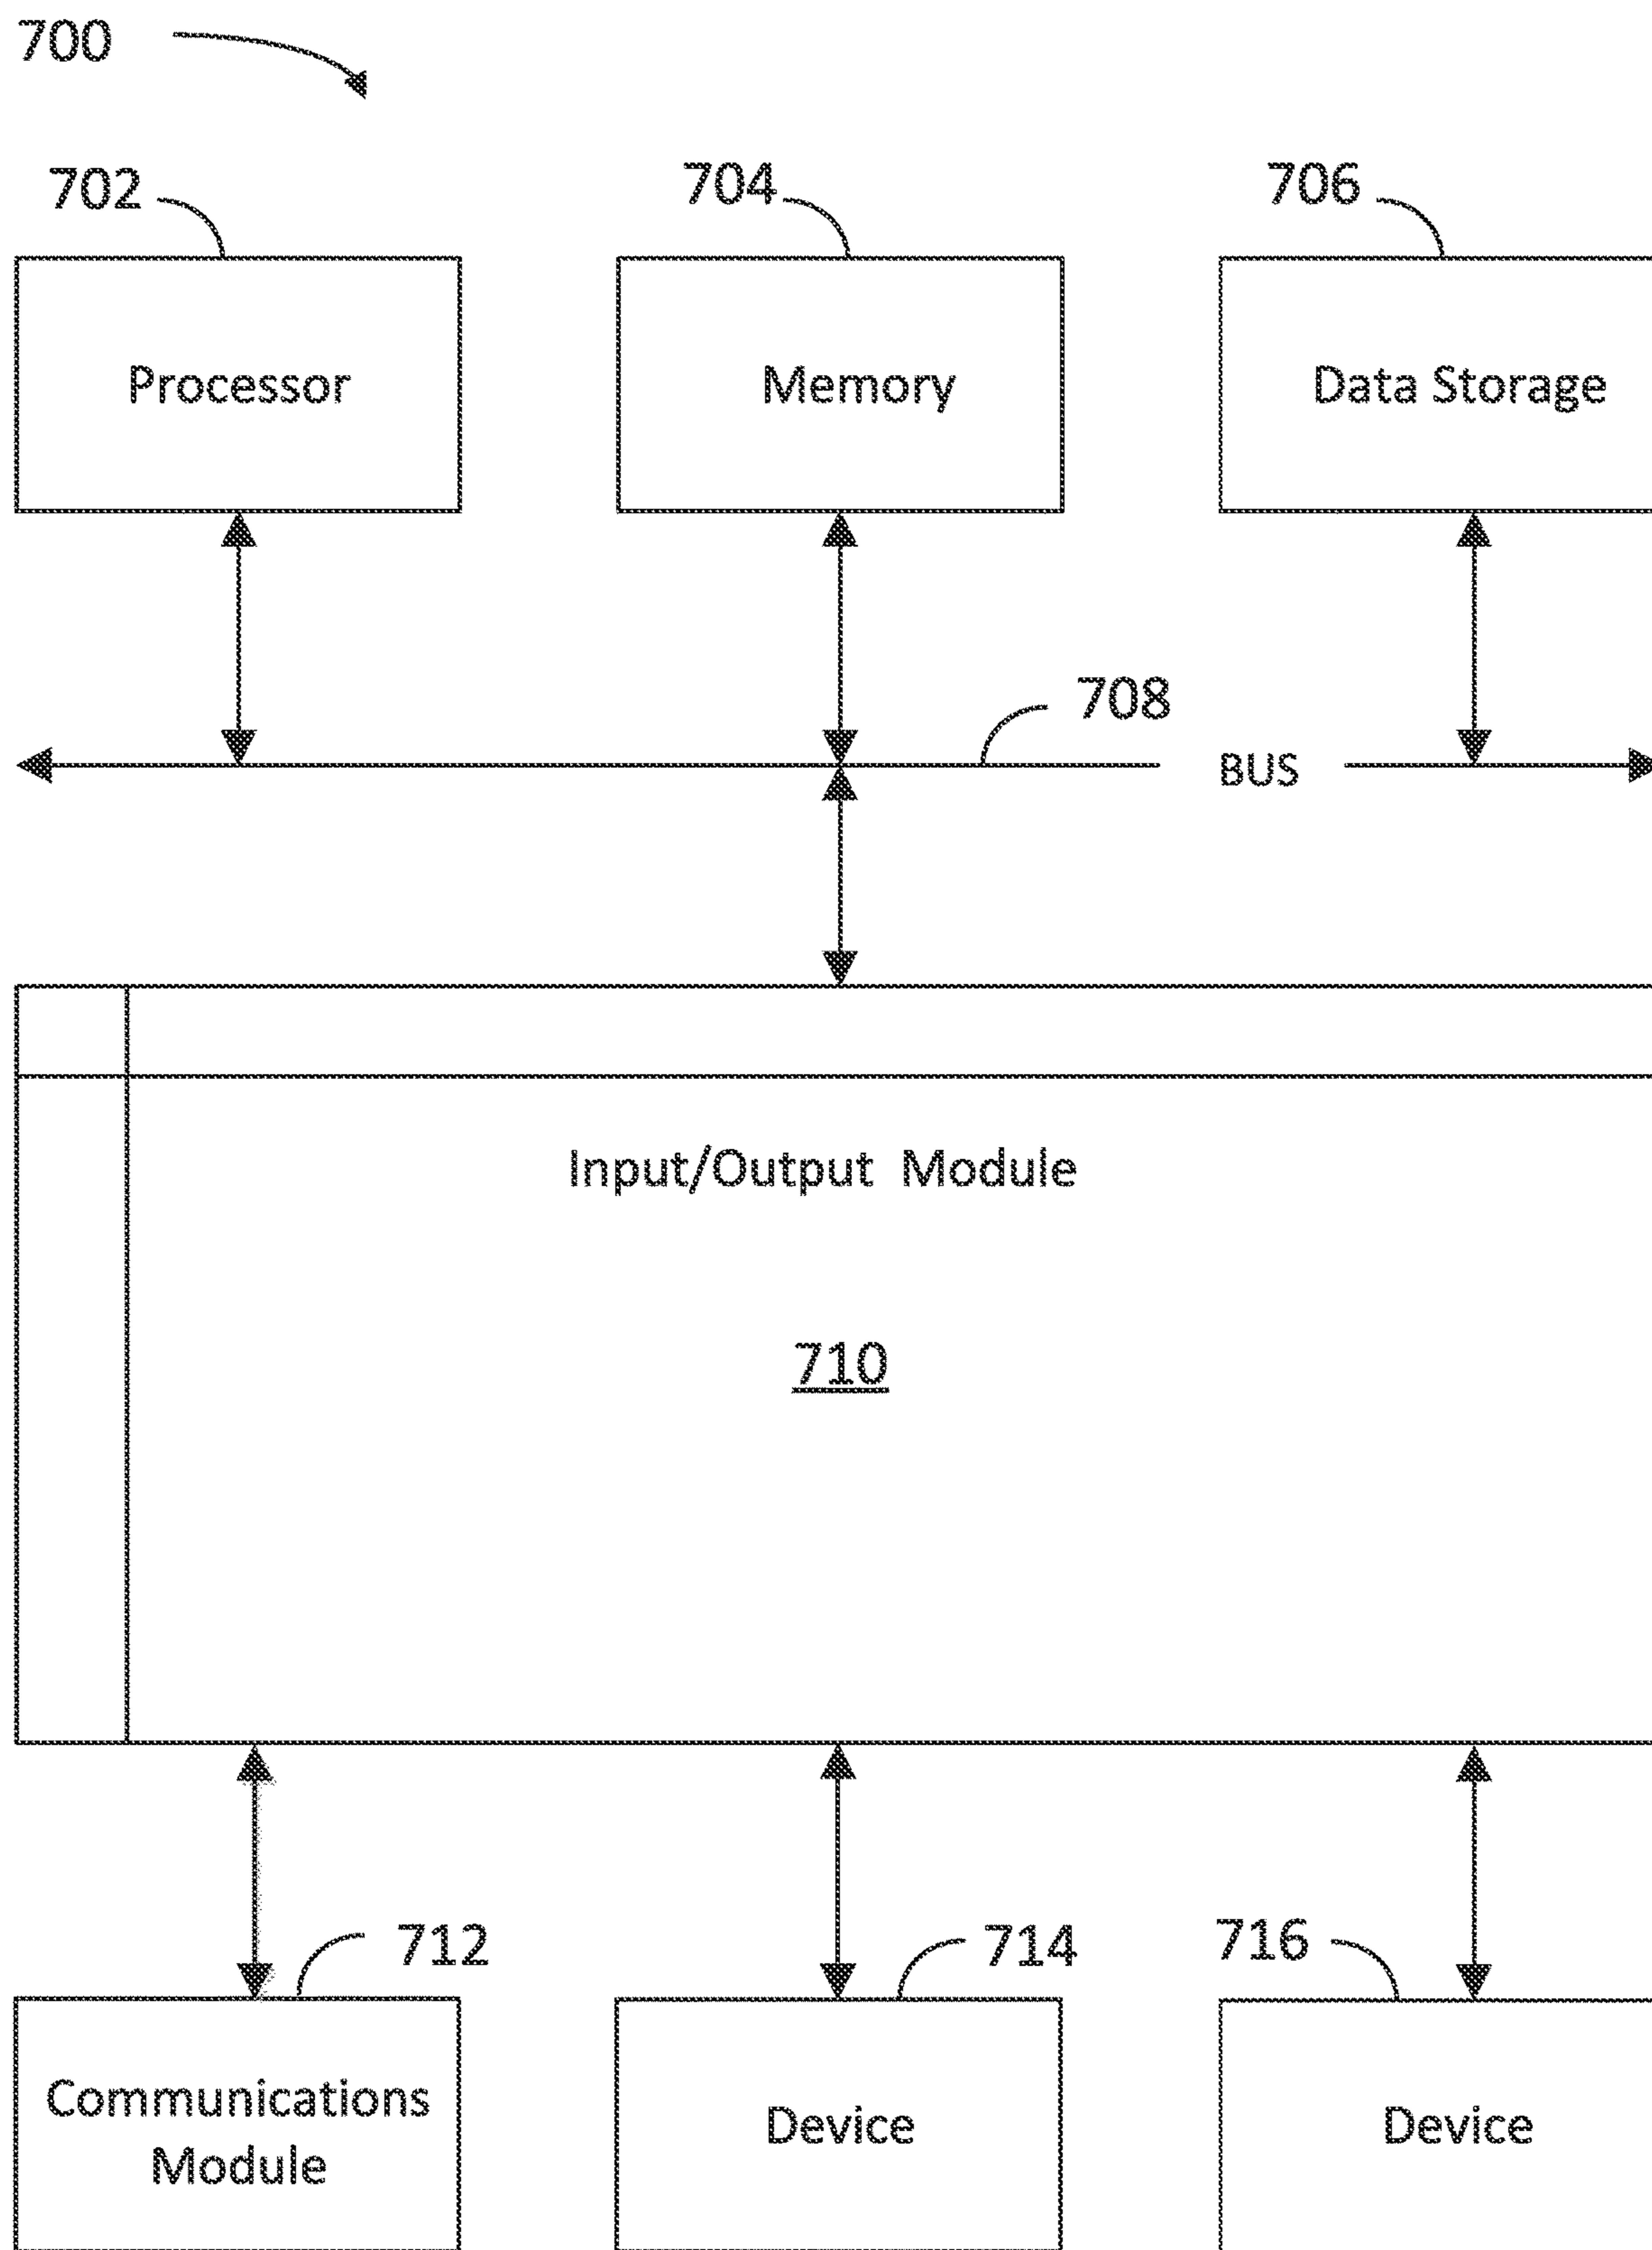 700
702
704
706
Processor
Memory
Data Storage
708
BUS
Input/Output Module
710
712
714
716
Communications
Module
Device
Device